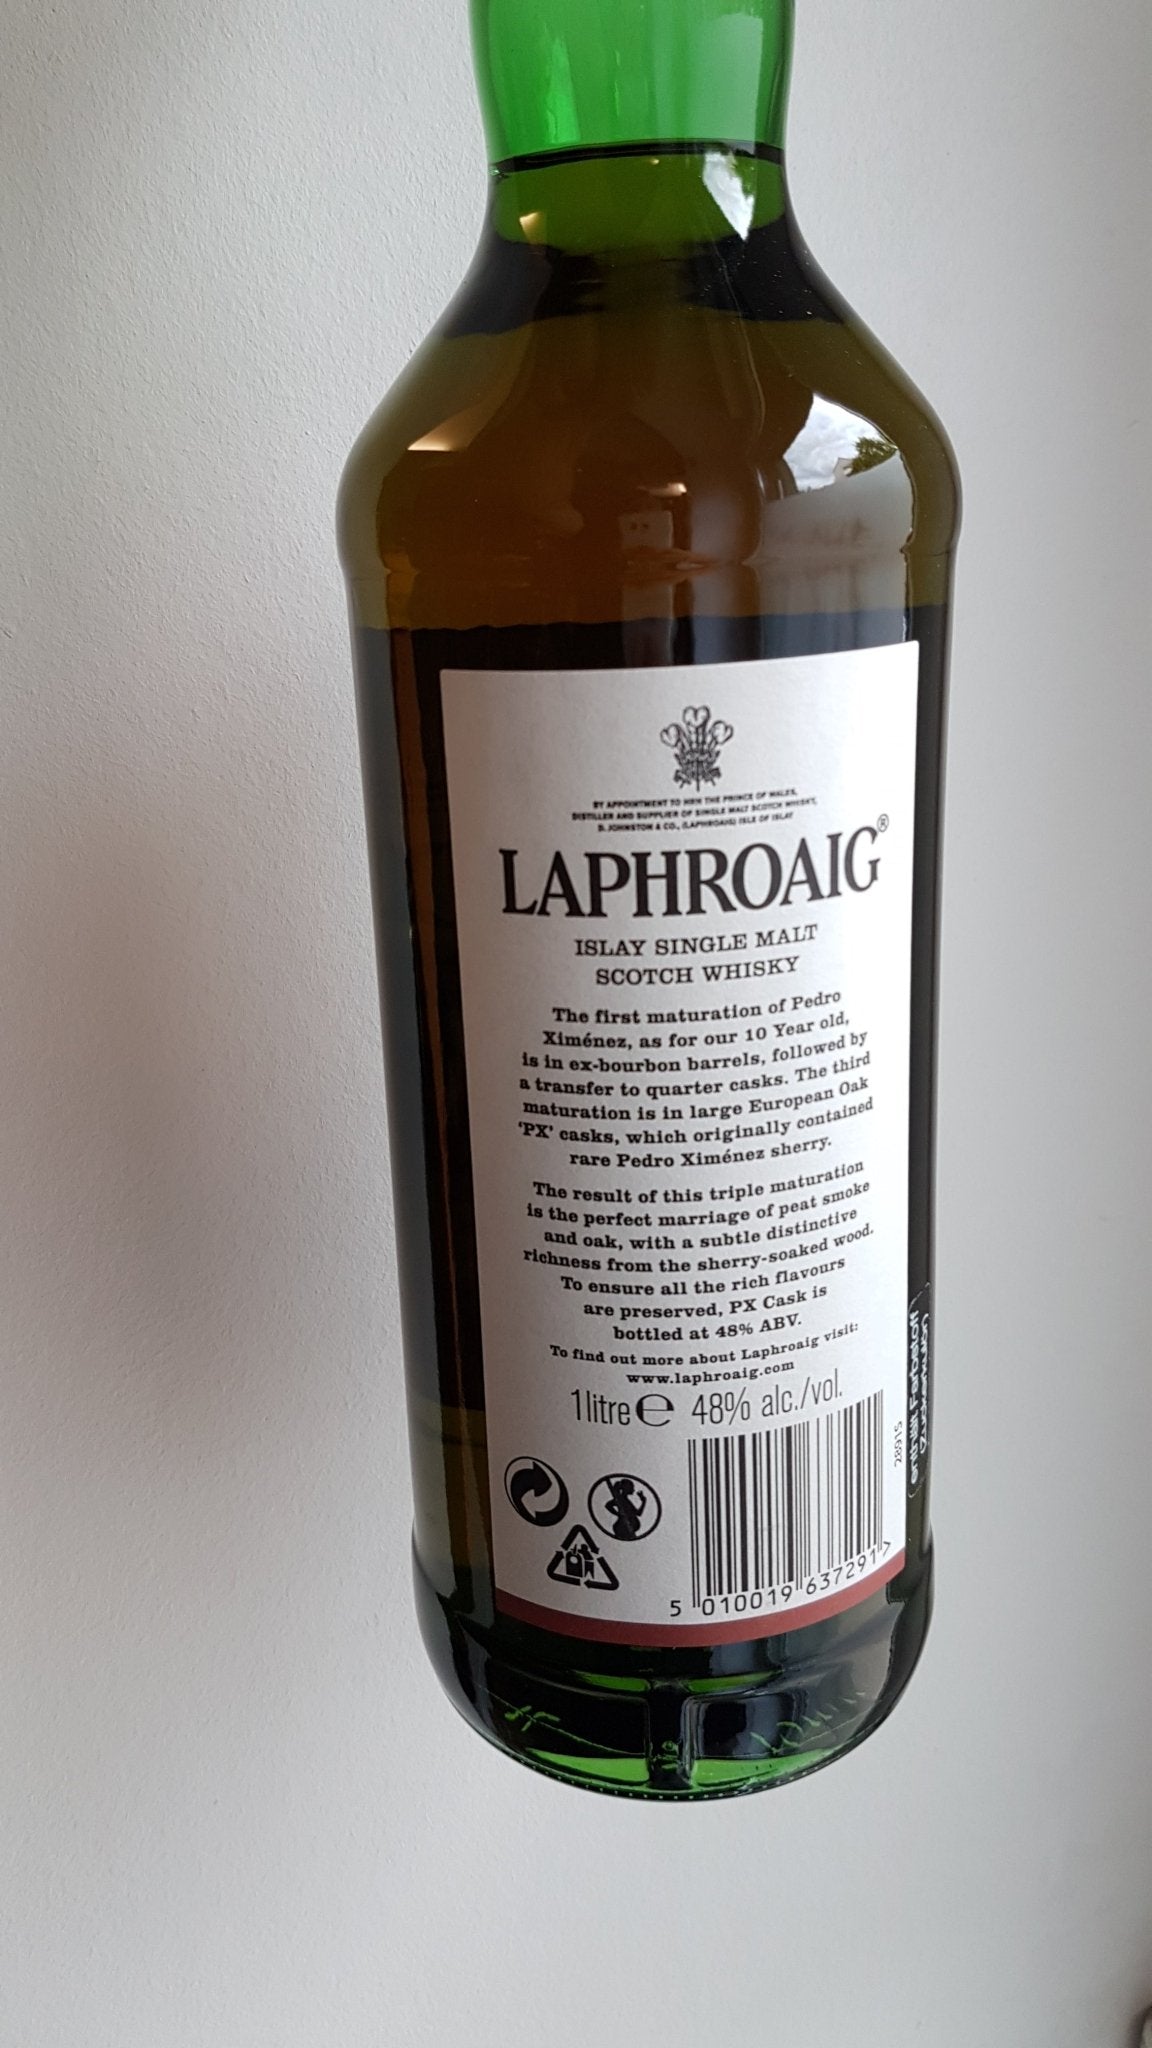 BY APPOINTMENT TO HRH THE PRINCE OF WALES,
DISTILLER AND SUPPLIER OF SINGLE MALT SCOTCH WHISKY,
D. JOHNSTON & CO., (LAPHROAIG) ISLE OF ISLAY
LAPHROAIG®
ISLAY SINGLE MALT
SCOTCH WHISKY
The first maturation of Pedro
Ximénez, as for our 10 Year old,
is in ex-bourbon barrels, followed by
a transfer to quarter casks. The third
maturation is in large European Oak
‘PX’ casks, which originally contained
rare Pedro Ximénez sherry.
The result of this triple maturation
is the perfect marriage of peat smoke
and oak, with a subtle distinctive
richness from the sherry-soaked wood.
To ensure all the rich flavours
are preserved, PX Cask is
bottled at 48% ABV.
To find out more about Laphroaig visit:
www.laphroaig.com
1 litre ℮ 48% alc./vol.
28915
enthält Farbstoff
Zuckerkulör
5 010019 637291 >